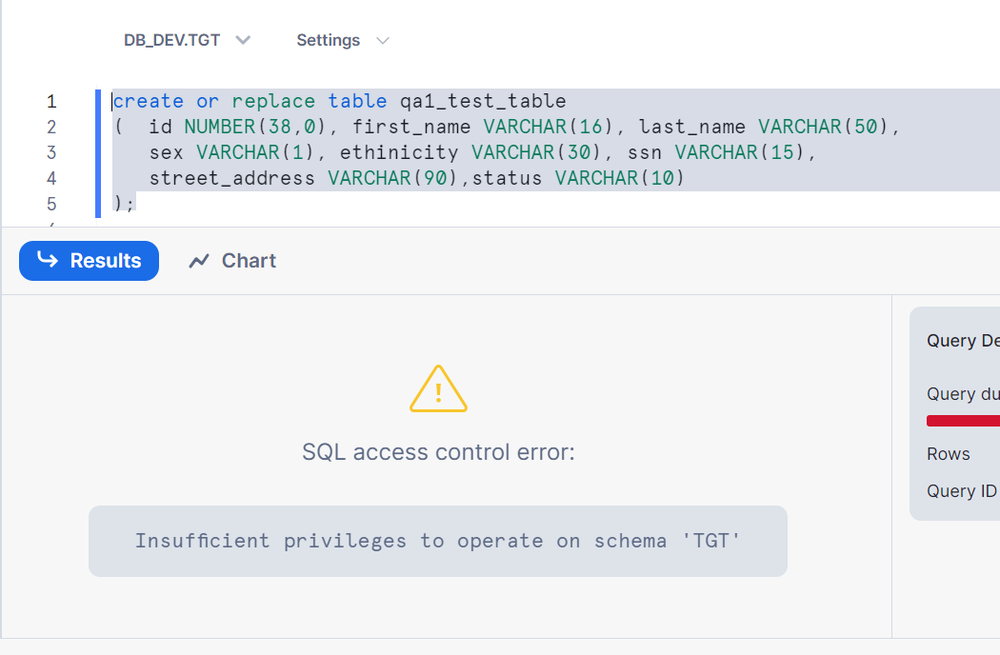 DB_DEV.TGT Settings
1 create or replace table qa1_test_table
2 ( id NUMBER(38,0), first_name VARCHAR(16), last_name VARCHAR(50),
3 sex VARCHAR(1), ethinicity VARCHAR(30), ssn VARCHAR(15),
4 street_address VARCHAR(90),status VARCHAR(10)
5 );
Results Chart
SQL access control error:
Insufficient privileges to operate on schema 'TGT'
Query De
Query du
Rows
Query ID